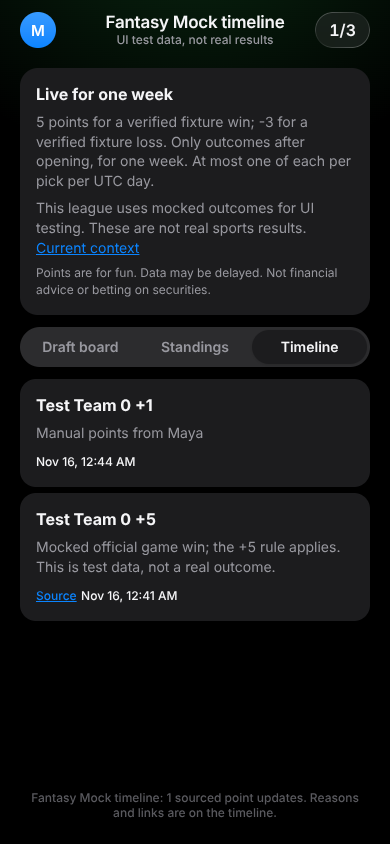 M
Fantasy Mock timeline
UI test data, not real results
1/3
Live for one week
5 points for a verified fixture win; -3 for a
verified fixture loss. Only outcomes after
opening, for one week. At most one of each per
pick per UTC day.
This league uses mocked outcomes for UI
testing. These are not real sports results.
Current context
Points are for fun. Data may be delayed. Not financial
advice or betting on securities.
Draft board
Standings
Timeline
Test Team 0 +1
Manual points from Maya
Nov 16, 12:44 AM
Test Team 0 +5
Mocked official game win; the +5 rule applies.
This is test data, not a real outcome.
Source Nov 16, 12:41 AM
Fantasy Mock timeline: 1 sourced point updates. Reasons
and links are on the timeline.